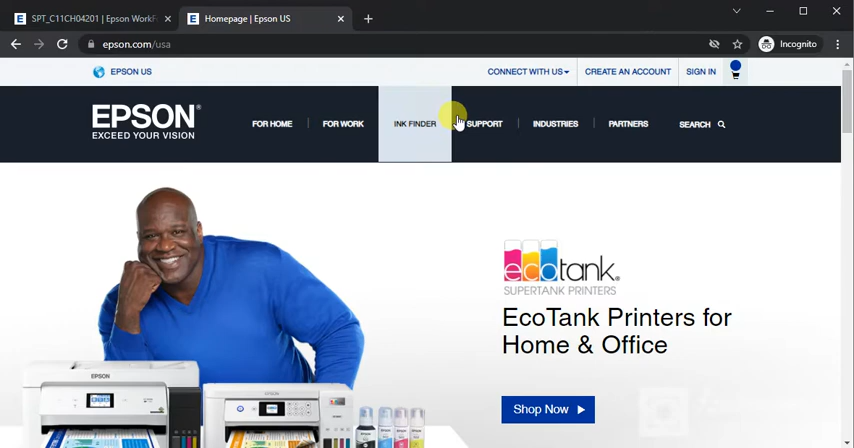 SPT_C11CH04201 | Epson WorkF
Homepage | Epson US
epson.com/usa
Incognito
EPSON US
CONNECT WITH US
CREATE AN ACCOUNT
SIGN IN
EPSON®
EXCEED YOUR VISION
FOR HOME
FOR WORK
INK FINDER
SUPPORT
INDUSTRIES
PARTNERS
SEARCH
ecotank®
SUPERTANK PRINTERS
EcoTank Printers for
Home & Office
Shop Now
EPSON
EPSON